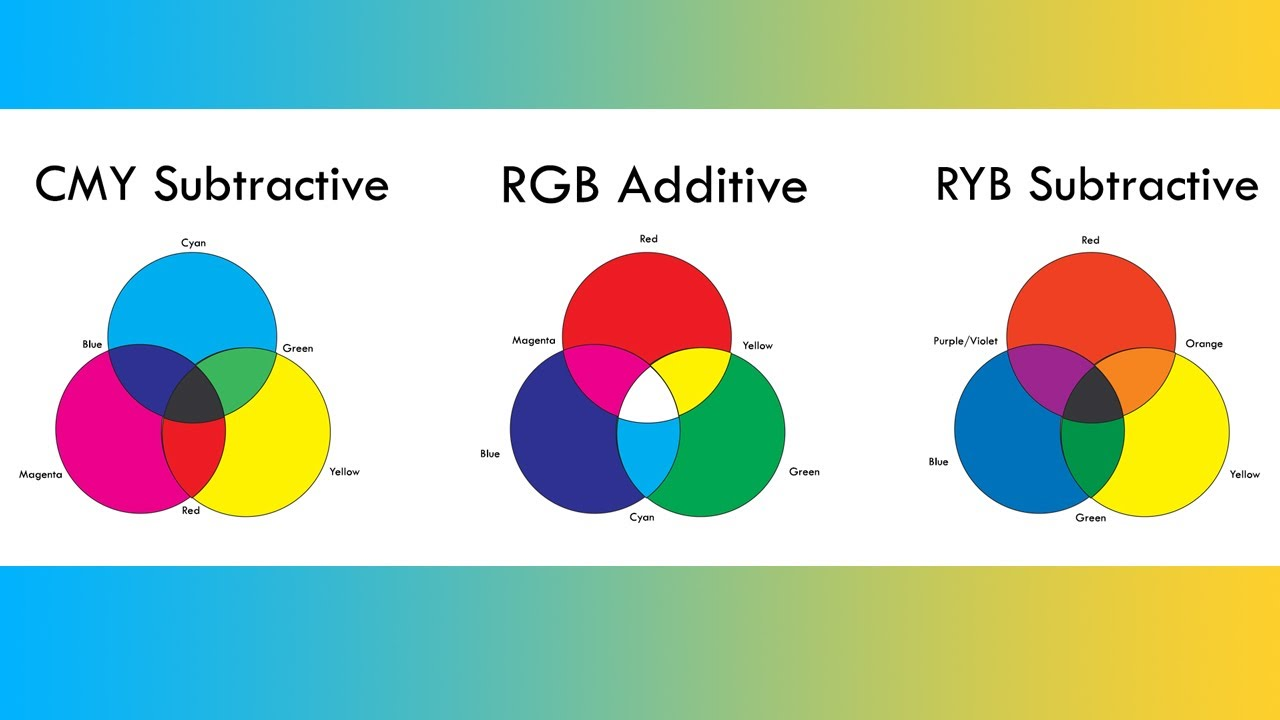 CMY Subtractive
Cyan
Blue
Green
Magenta
Yellow
Red
RGB Additive
Red
Magenta
Yellow
Blue
Green
Cyan
RYB Subtractive
Red
Purple/Violet
Orange
Blue
Yellow
Green